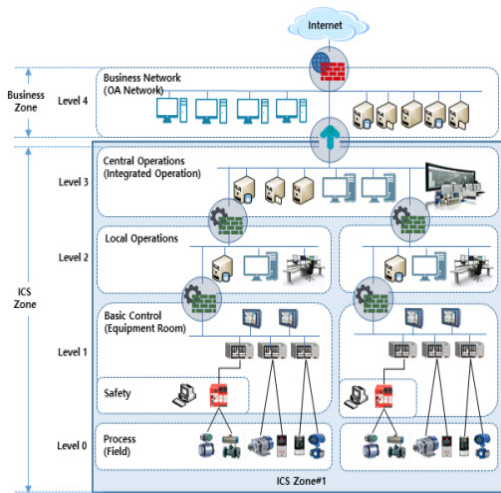 Internet
Business Network
(OA Network)
Business
Zone
Level 4
Central Operations
(Integrated Operation)
Level 3
Local Operations
Level 2
ICS
Zone
Basic Control
(Equipment Room)
Level 1
Safety
Level 0
Process
(Field)
ICS Zone#1